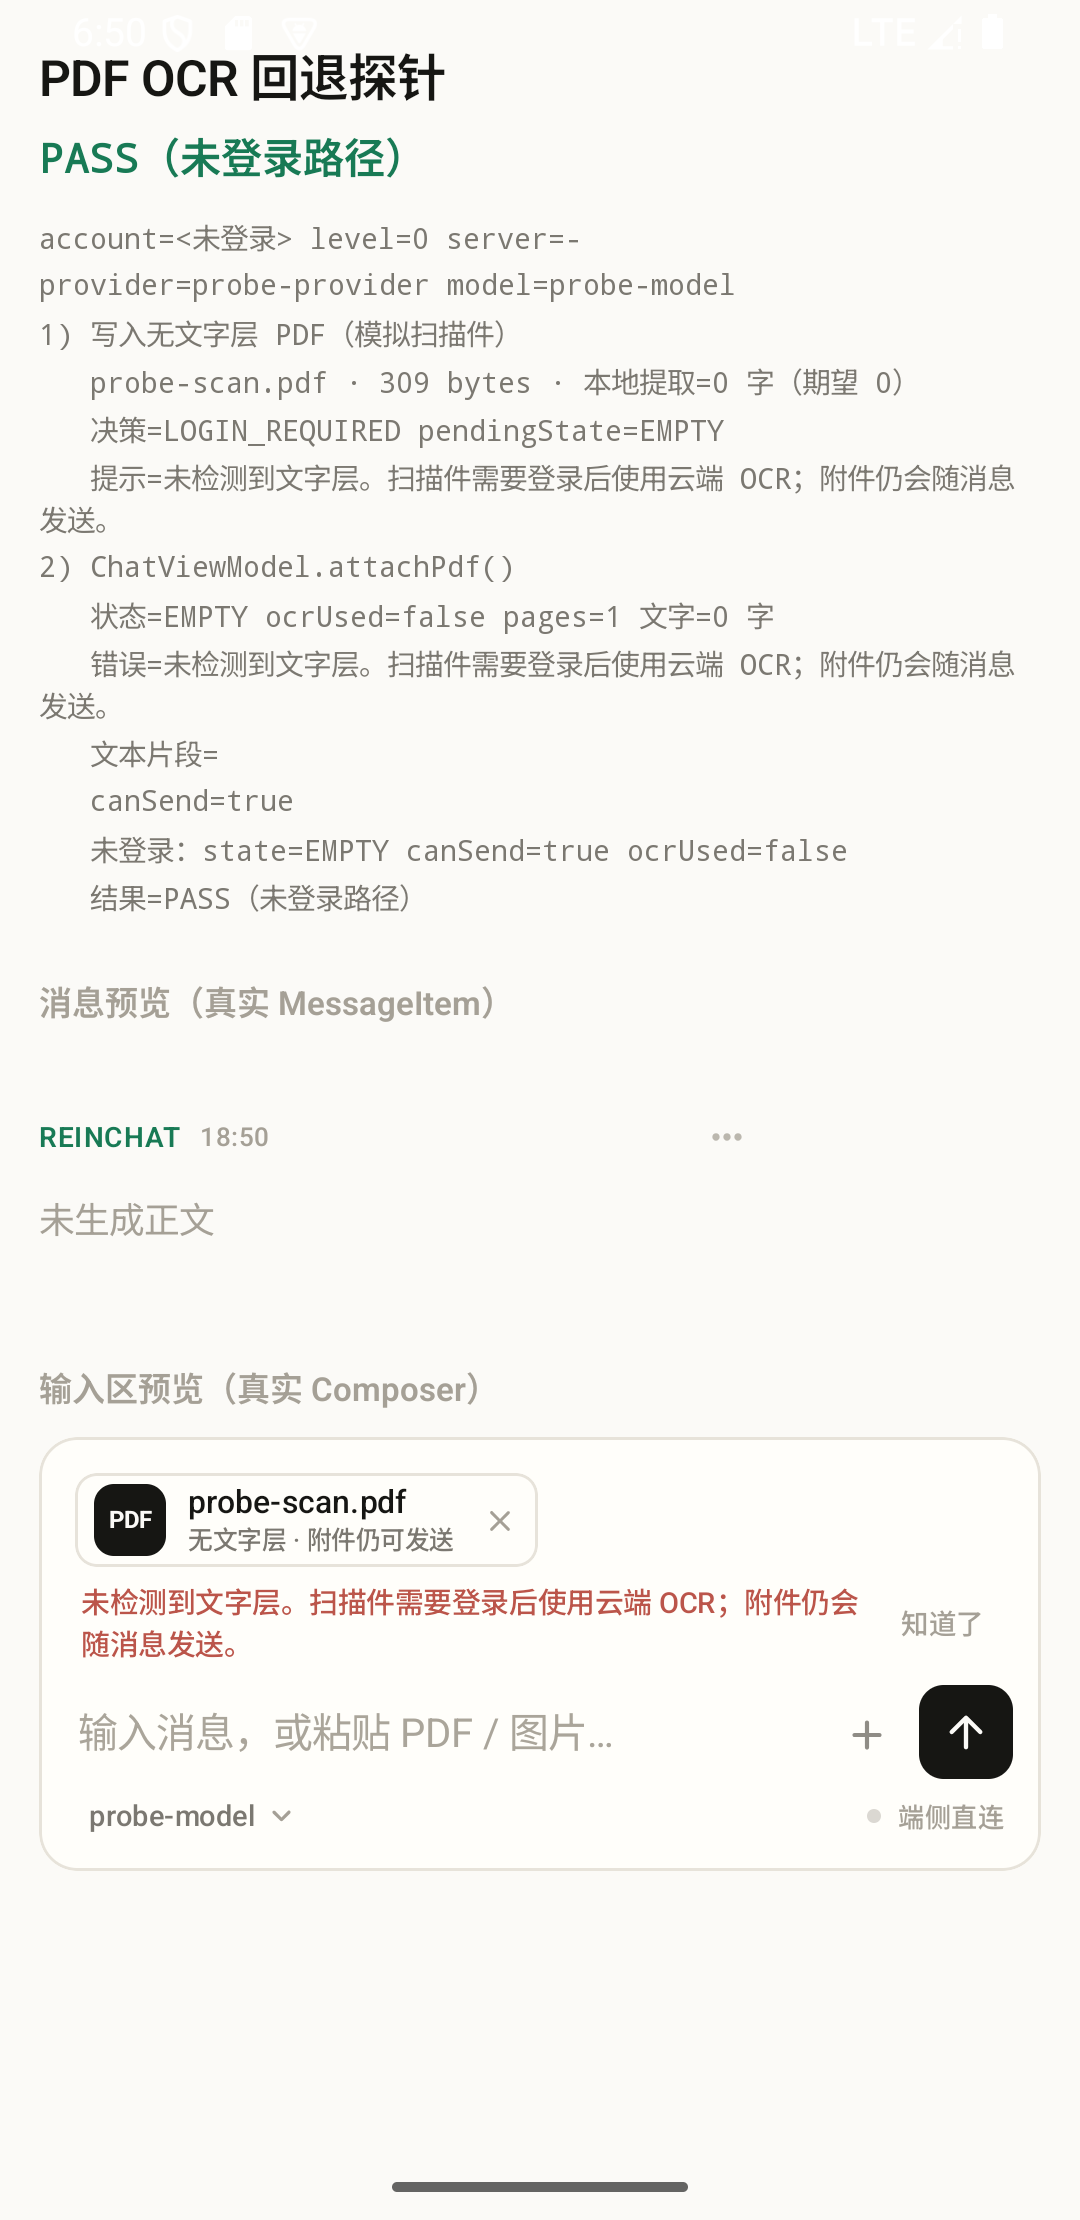 6:50 LTE
PDF OCR 回退探针
PASS（未登录路径）
account=<未登录> level=0 server=-
provider=probe-provider model=probe-model
1) 写入无文字层 PDF（模拟扫描件）
probe-scan.pdf · 309 bytes · 本地提取=0 字（期望 0）
决策=LOGIN_REQUIRED pendingState=EMPTY
提示=未检测到文字层。扫描件需要登录后使用云端 OCR；附件仍会随消息
发送。
2) ChatViewModel.attachPdf()
状态=EMPTY ocrUsed=false pages=1 文字=0 字
错误=未检测到文字层。扫描件需要登录后使用云端 OCR；附件仍会随消息
发送。
文本片段=
canSend=true
未登录：state=EMPTY canSend=true ocrUsed=false
结果=PASS（未登录路径）
消息预览（真实 MessageItem）
REINCHAT 18:50
未生成正文
输入区预览（真实 Composer）
PDF probe-scan.pdf
无文字层 · 附件仍可发送
未检测到文字层。扫描件需要登录后使用云端 OCR；附件仍会
随消息发送。
知道了
输入消息，或粘贴 PDF / 图片…
probe-model 端侧直连